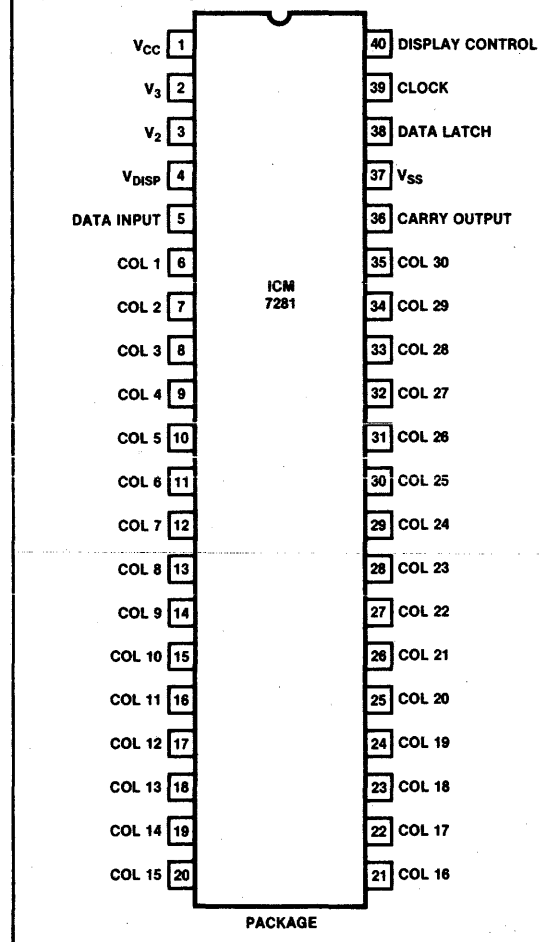 V_CC 1
V_3 2
V_2 3
V_DISP 4
DATA INPUT 5
COL 1 6
COL 2 7
COL 3 8
COL 4 9
COL 5 10
COL 6 11
COL 7 12
COL 8 13
COL 9 14
COL 10 15
COL 11 16
COL 12 17
COL 13 18
COL 14 19
COL 15 20
ICM
7281
40 DISPLAY CONTROL
39 CLOCK
38 DATA LATCH
37 V_SS
36 CARRY OUTPUT
35 COL 30
34 COL 29
33 COL 28
32 COL 27
31 COL 26
30 COL 25
29 COL 24
28 COL 23
27 COL 22
26 COL 21
25 COL 20
24 COL 19
23 COL 18
22 COL 17
21 COL 16
PACKAGE